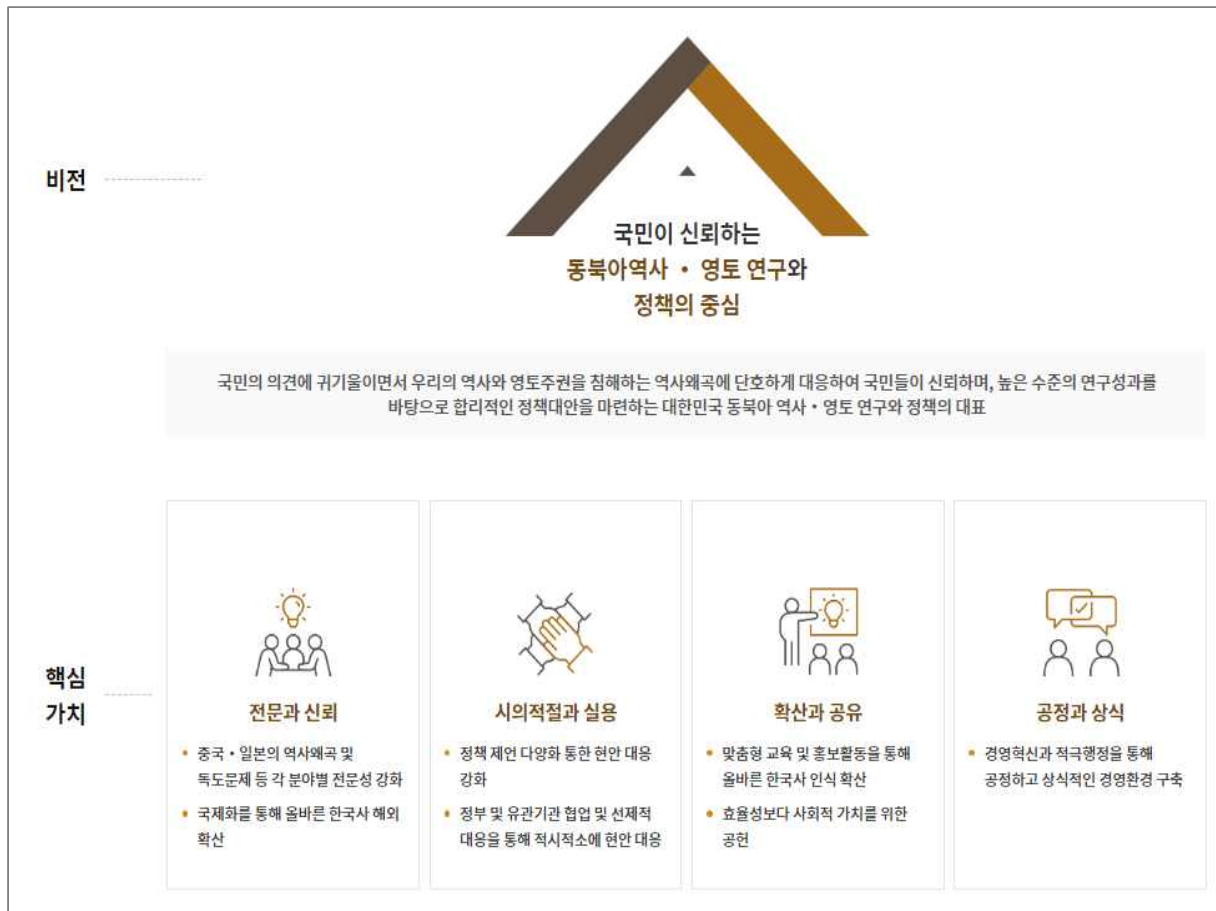 비전
국민이 신뢰하는
동북아역사 • 영토 연구와
정책의 중심
국민의 의견에 귀기울이면서 우리의 역사와 영토주권을 침해하는 역사왜곡에 단호하게 대응하여 국민들이 신뢰하며, 높은 수준의 연구성과를
바탕으로 합리적인 정책대안을 마련하는 대한민국 동북아 역사 • 영토 연구와 정책의 대표
핵심
가치
전문과 신뢰
• 중국 • 일본의 역사왜곡 및
독도문제 등 각 분야별 전문성 강화
• 국제화를 통해 올바른 한국사 해외
확산
시의적절과 실용
• 정책 제언 다양화 통한 현안 대응
강화
• 정부 및 유관기관 협업 및 선제적
대응을 통해 적시적소에 현안 대응
확산과 공유
• 맞춤형 교육 및 홍보활동을 통해
올바른 한국사 인식 확산
• 효율성보다 사회적 가치를 위한
공헌
공정과 상식
• 경영혁신과 적극행정을 통해
공정하고 상식적인 경영환경 구축